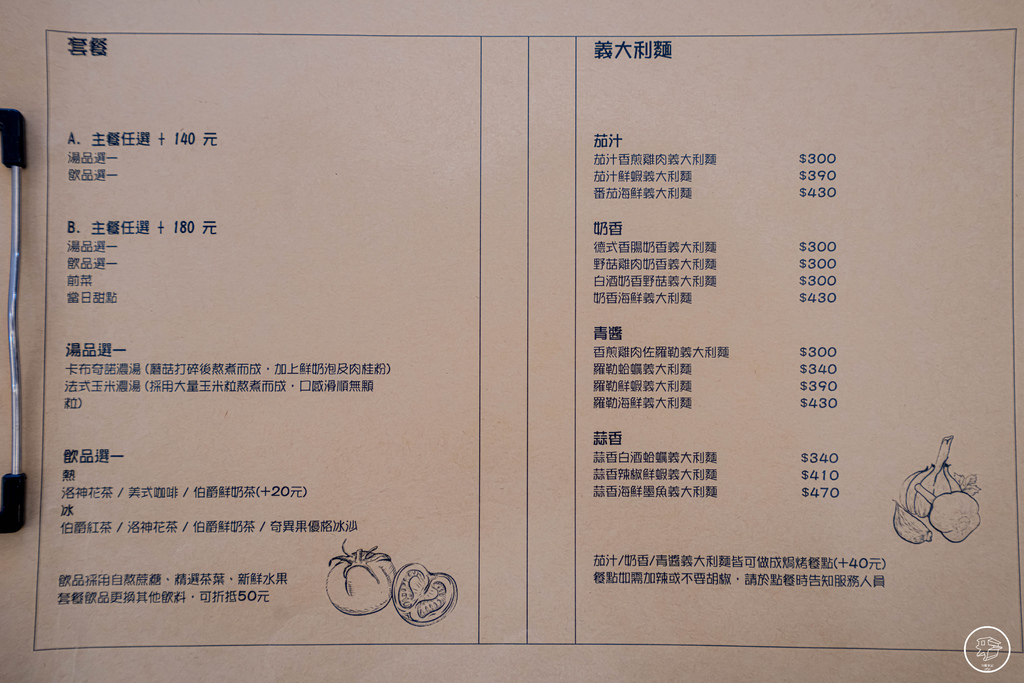 套餐
A. 主餐任選 + 140 元
湯品選一
飲品選一
B. 主餐任選 + 180 元
湯品選一
飲品選一
前菜
當日甜點
湯品選一
卡布奇諾濃湯 (蘑菇打碎後熬煮而成，加上鮮奶泡及肉桂粉)
法式玉米濃湯 (採用大量玉米粒熬煮而成，口感滑順無顆
粒)
飲品選一
熱
洛神花茶 / 美式咖啡 / 伯爵鮮奶茶(+20元)
冰
伯爵紅茶 / 洛神花茶 / 伯爵鮮奶茶 / 奇異果優格冰沙
飲品採用自熬蔗糖、精選茶葉、新鮮水果
套餐飲品更換其他飲料，可折抵50元
義大利麵
茄汁
茄汁香煎雞肉義大利麵 $300
茄汁鮮蝦義大利麵 $390
番茄海鮮義大利麵 $430
奶香
德式香腸奶香義大利麵 $300
野菇雞肉奶香義大利麵 $300
白酒奶香野菇義大利麵 $300
奶香海鮮義大利麵 $430
青醬
香煎雞肉佐羅勒義大利麵 $300
羅勒蛤蠣義大利麵 $340
羅勒鮮蝦義大利麵 $390
羅勒海鮮義大利麵 $430
蒜香
蒜香白酒蛤蠣義大利麵 $340
蒜香辣椒鮮蝦義大利麵 $410
蒜香海鮮墨魚義大利麵 $470
茄汁/奶香/青醬義大利麵皆可做成焗烤餐點(+40元)
餐點如需加辣或不要胡椒，請於點餐時告知服務人員